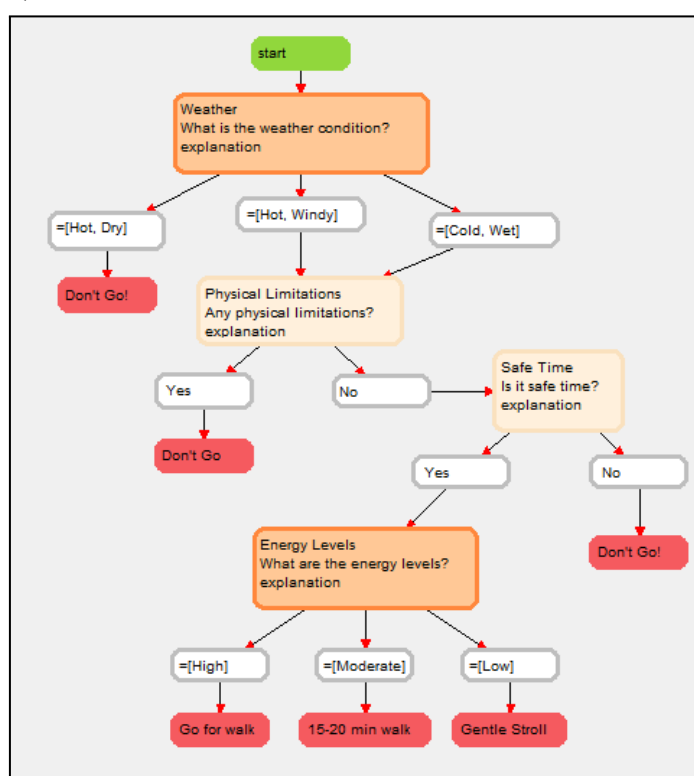 start
Weather
What is the weather condition?
explanation
=[Hot, Dry]
=[Hot, Windy]
=[Cold, Wet]
Don't Go!
Physical Limitations
Any physical limitations?
explanation
Safe Time
Is it safe time?
explanation
Yes
No
Don't Go
Yes
No
Energy Levels
What are the energy levels?
explanation
Don't Go!
=[High]
=[Moderate]
=[Low]
Go for walk
15-20 min walk
Gentle Stroll